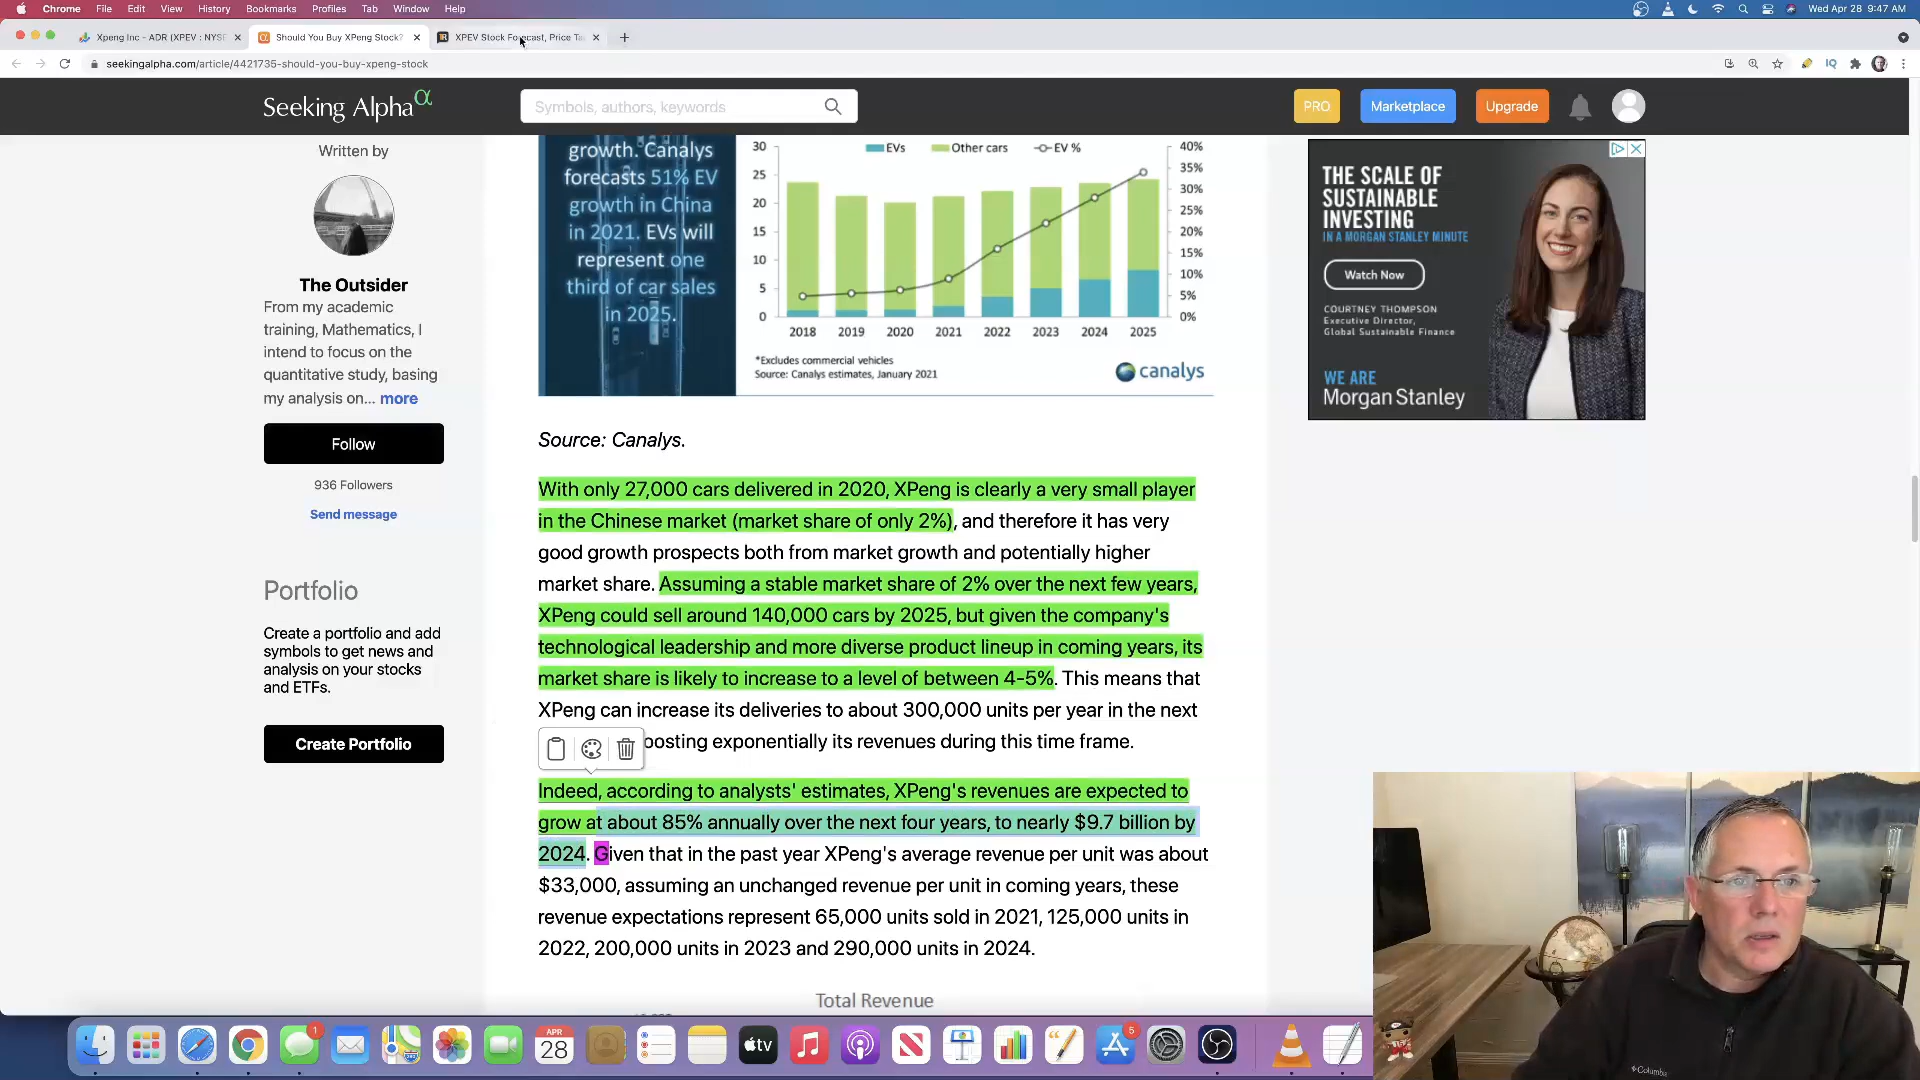 Chrome File Edit View History Bookmarks Profiles Tab Window Help
Wed Apr 28 9:47 AM
Xpeng Inc - ADR (XPEV : NYSE
Should You Buy XPeng Stock?
XPEV Stock Forecast, Price Ta
seekingalpha.com/article/4421735-should-you-buy-xpeng-stock
IQ
Seeking Alpha α
Symbols, authors, keywords
PRO
Marketplace
Upgrade
Written by
The Outsider
From my academic
training, Mathematics, I
intend to focus on the
quantitative study, basing
my analysis on... more
Follow
936 Followers
Send message
Portfolio
Create a portfolio and add
symbols to get news and
analysis on your stocks
and ETFs.
Create Portfolio
growth. Canalys
forecasts 51% EV
growth in China
in 2021. EVs will
represent one
third of car sales
in 2025.
EVs Other cars EV %
30
25
20
15
10
5
0
40%
35%
30%
25%
20%
15%
10%
5%
0%
2018 2019 2020 2021 2022 2023 2024 2025
*Excludes commercial vehicles
Source: Canalys estimates, January 2021
canalys
Source: Canalys.
With only 27,000 cars delivered in 2020, XPeng is clearly a very small player
in the Chinese market (market share of only 2%), and therefore it has very
good growth prospects both from market growth and potentially higher
market share. Assuming a stable market share of 2% over the next few years,
XPeng could sell around 140,000 cars by 2025, but given the company's
technological leadership and more diverse product lineup in coming years, its
market share is likely to increase to a level of between 4-5%. This means that
XPeng can increase its deliveries to about 300,000 units per year in the next
oosting exponentially its revenues during this time frame.
Indeed, according to analysts' estimates, XPeng's revenues are expected to
grow at about 85% annually over the next four years, to nearly $9.7 billion by
2024. Given that in the past year XPeng's average revenue per unit was about
$33,000, assuming an unchanged revenue per unit in coming years, these
revenue expectations represent 65,000 units sold in 2021, 125,000 units in
2022, 200,000 units in 2023 and 290,000 units in 2024.
Total Revenue
THE SCALE OF
SUSTAINABLE
INVESTING
IN A MORGAN STANLEY MINUTE
Watch Now
COURTNEY THOMPSON
Executive Director,
Global Sustainable Finance
WE ARE
Morgan Stanley
1
APR
28
tv
5
Columbia